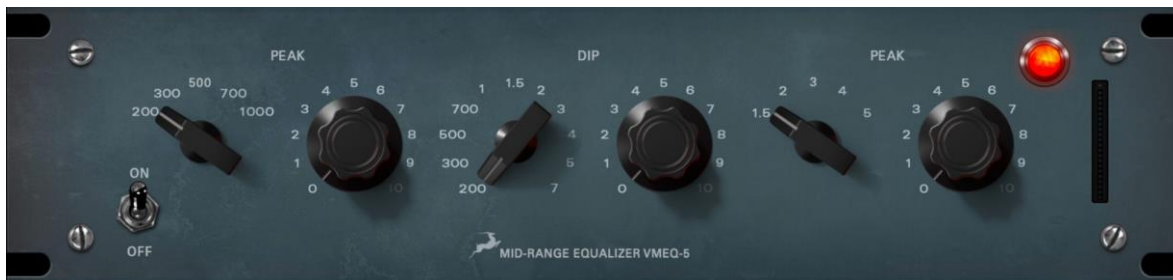 PEAK
DIP
PEAK
200 300 500 700 1000
0 1 2 3 4 5 6 7 8 9 10
200 300 500 700 1 1.5 2 3 4 5 7
0 1 2 3 4 5 6 7 8 9 10
1.5 2 3 4 5
0 1 2 3 4 5 6 7 8 9 10
ON
OFF
MID-RANGE EQUALIZER VMEQ-5